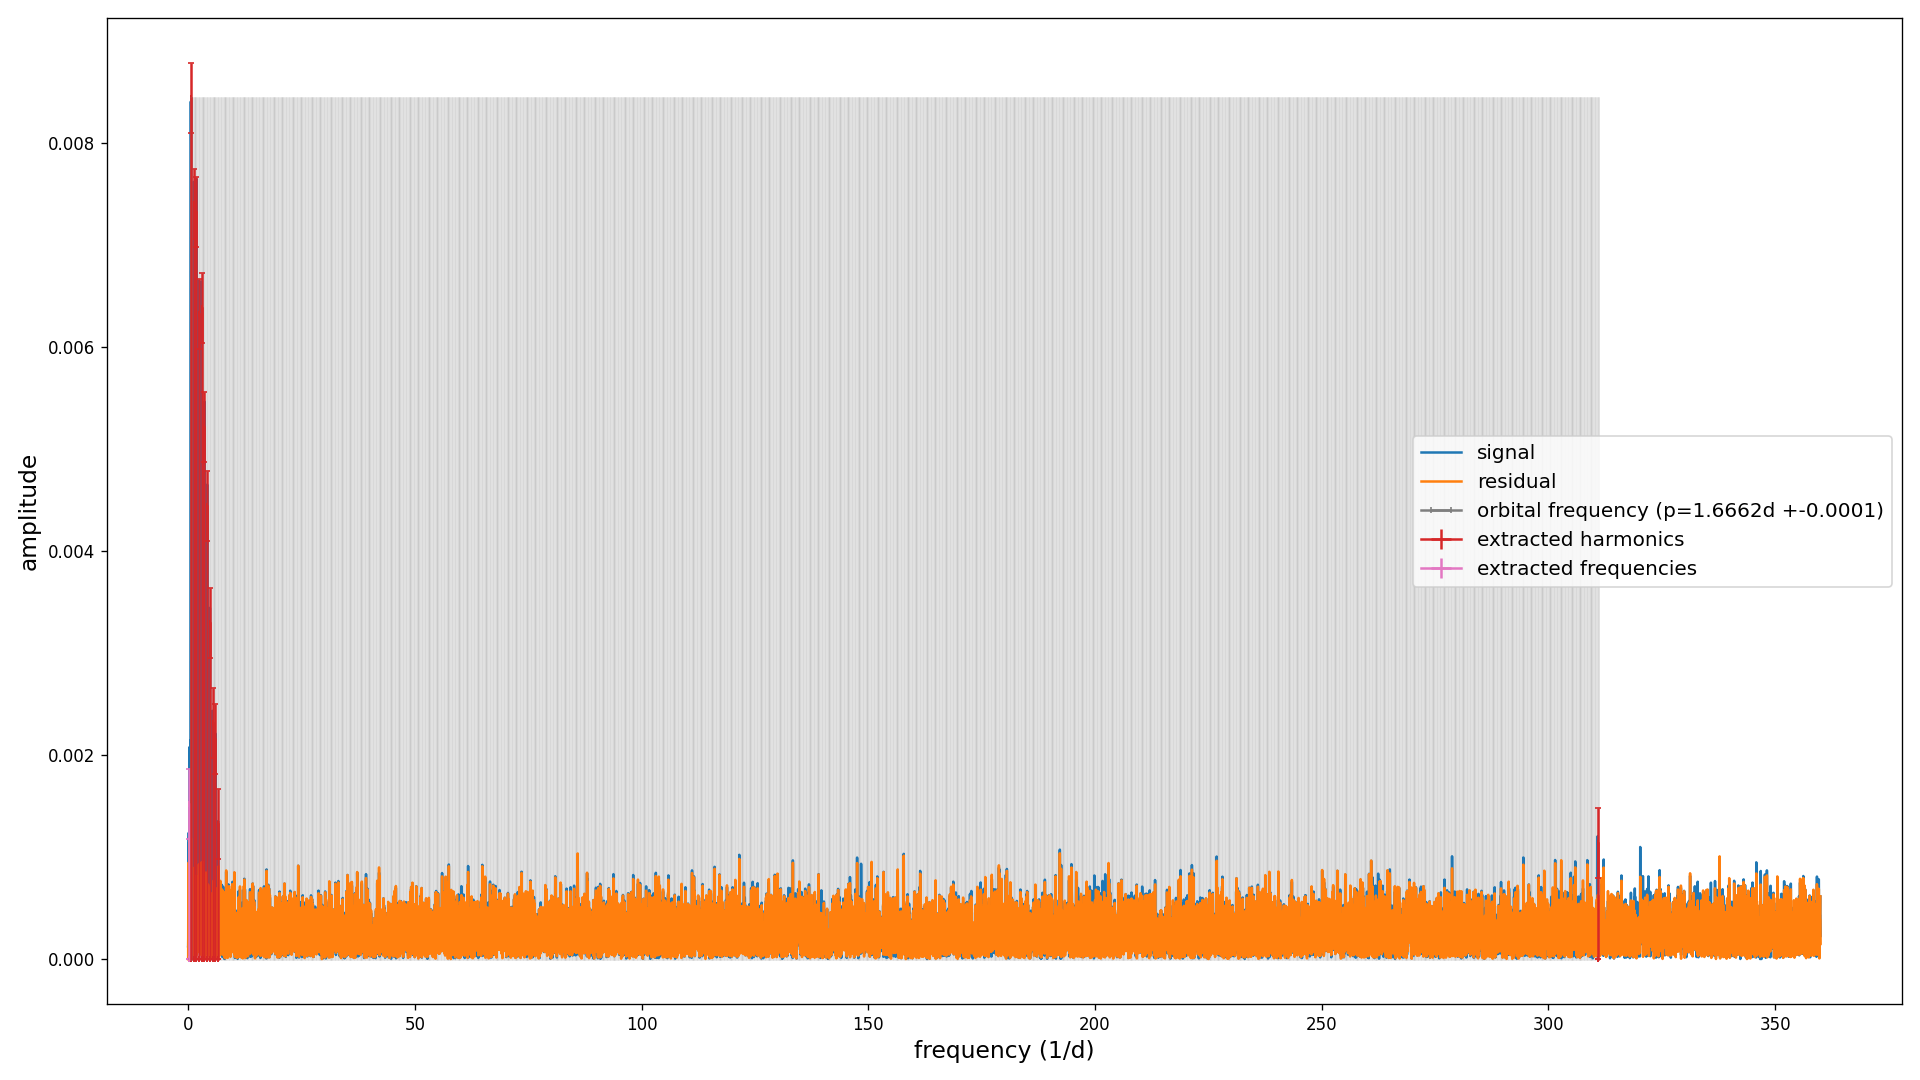 0.008
0.006
0.004
0.002
0.000
amplitude
signal
residual
orbital frequency (p=1.6662d +-0.0001)
extracted harmonics
extracted frequencies
0 50 100 150 200 250 300 350
frequency (1/d)